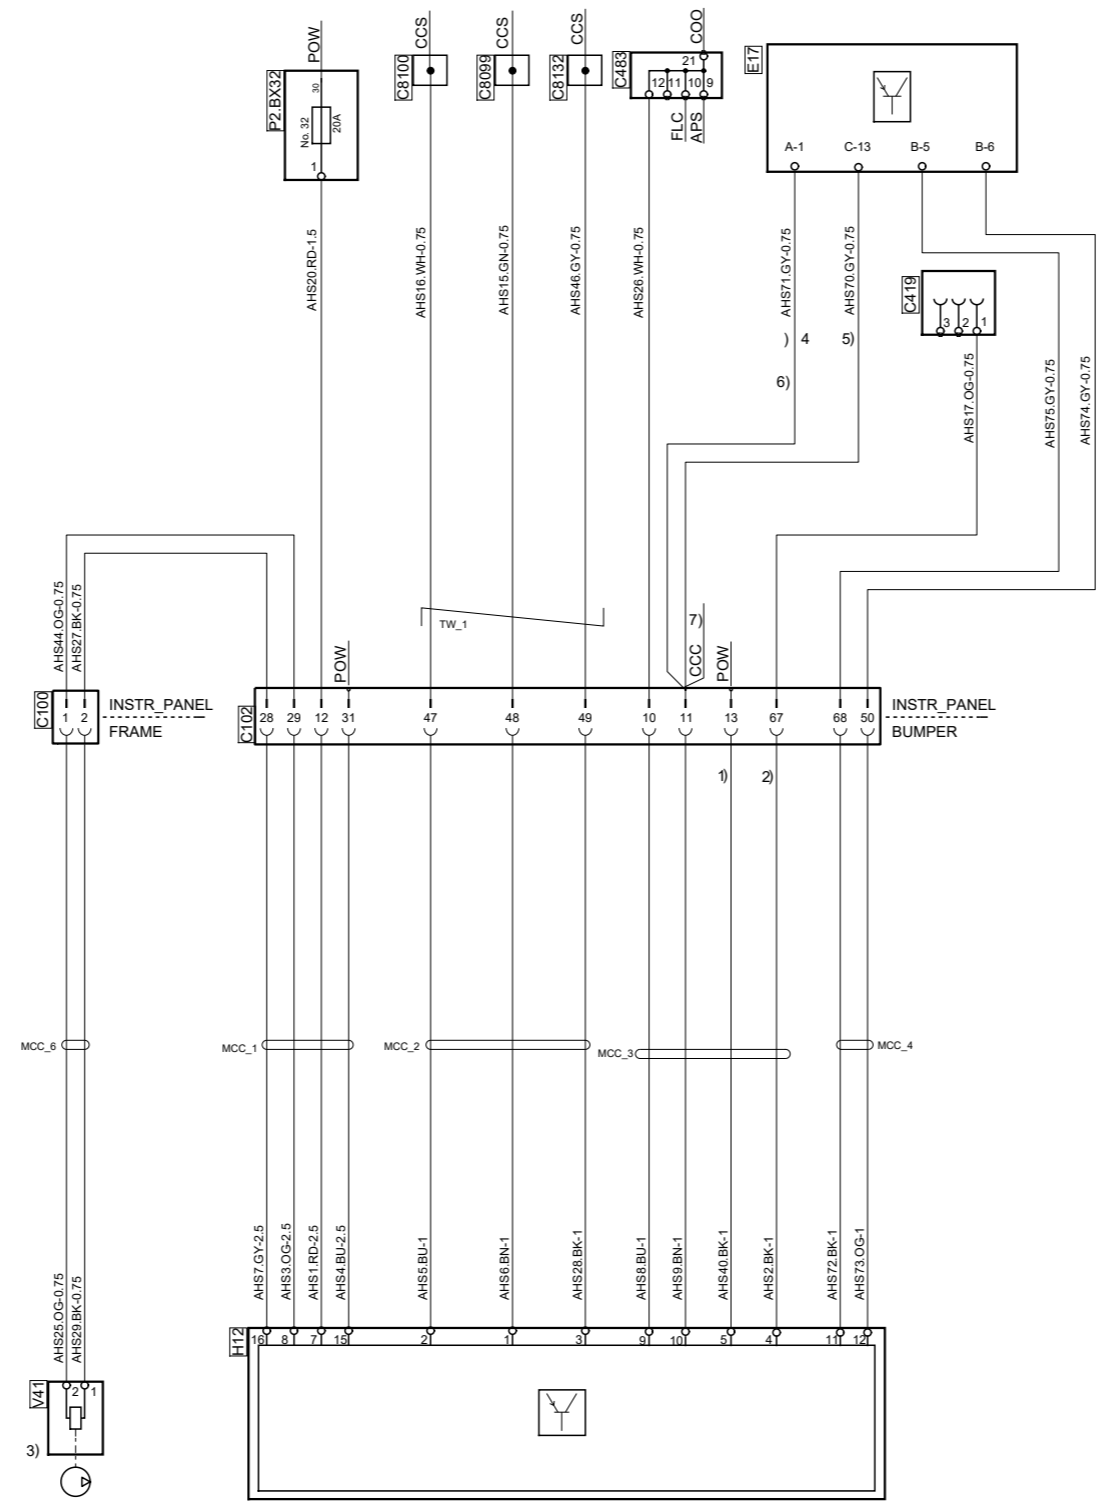 POW
CCS
CCS
CCS
COO
P2.BX32
30
No. 32
20A
1
C8100
C8099
C8132
C483
21
12 11 10 9
FLC
APS
E17
A-1 C-13 B-5 B-6
AHS20.RD-1.5
AHS16.WH-0.75
AHS15.GN-0.75
AHS46.GY-0.75
AHS26.WH-0.75
AHS71.GY-0.75
AHS70.GY-0.75
) 4
5)
6)
C419
3 2 1
AHS17.OG-0.75
AHS75.GY-0.75
AHS74.GY-0.75
AHS44.OG-0.75
AHS27.BK-0.75
TW_1
POW
7)
CCC
POW
C100
1 2
INSTR_PANEL
FRAME
C102
28 29 12 31 47 48 49 10 11 13 67 68 50
INSTR_PANEL
BUMPER
1)
2)
MCC_6
MCC_1
MCC_2
MCC_3
MCC_4
AHS25.OG-0.75
AHS29.BK-0.75
AHS7.GY-2.5
AHS3.OG-2.5
AHS1.RD-2.5
AHS4.BU-2.5
AHS5.BU-1
AHS6.BN-1
AHS28.BK-1
AHS8.BU-1
AHS9.BN-1
AHS40.BK-1
AHS2.BK-1
AHS72.BK-1
AHS73.OG-1
H12
16 8 7 15 2 1 3 9 10 5 4 11 12
V41
2 1
3)